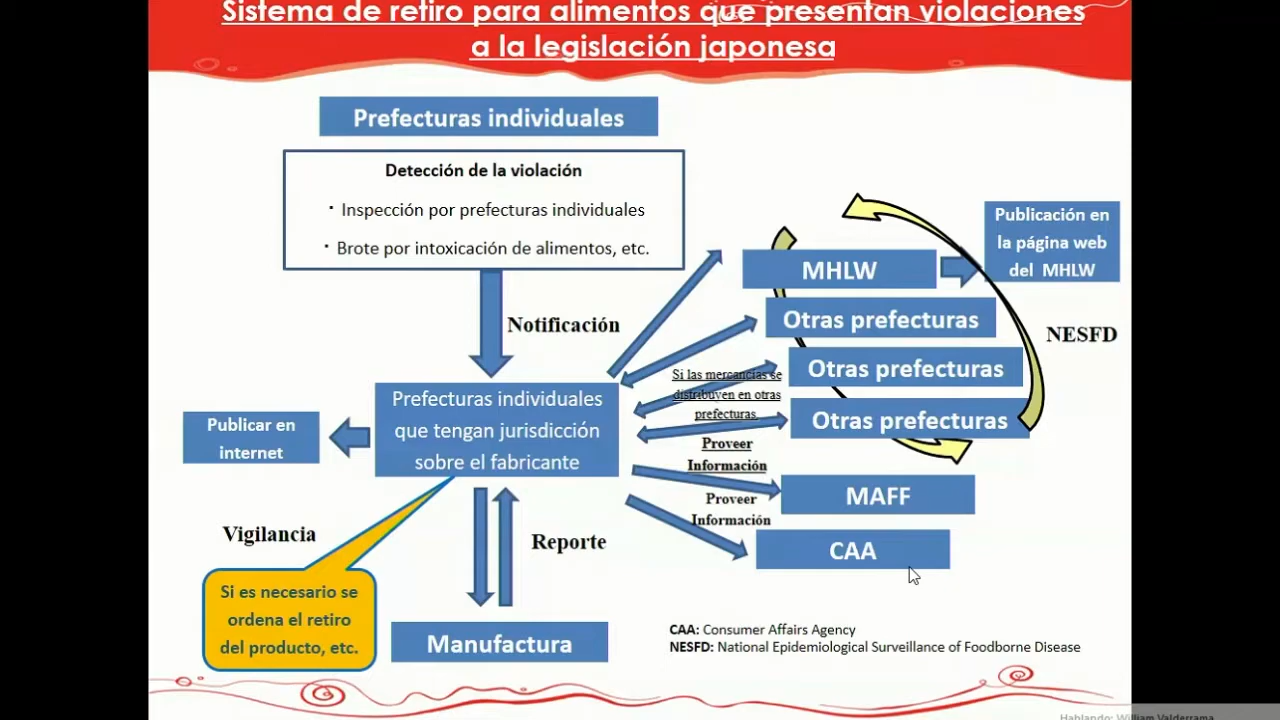 Sistema de retiro para alimentos que presentan violaciones
a la legislación japonesa
Prefecturas individuales
Detección de la violación
· Inspección por prefecturas individuales
· Brote por intoxicación de alimentos, etc.
Notificación
Prefecturas individuales
que tengan jurisdicción
sobre el fabricante
Publicar en
internet
Vigilancia
Si es necesario se
ordena el retiro
del producto, etc.
Reporte
Manufactura
MHLW
Publicación en
la página web
del MHLW
Otras prefecturas
Otras prefecturas
Otras prefecturas
NESFD
Si las mercancías se
distribuyen en otras
prefecturas.
Proveer
Información
MAFF
Proveer
Información
CAA
CAA: Consumer Affairs Agency
NESFD: National Epidemiological Surveillance of Foodborne Disease
Hablando: William Valderrama